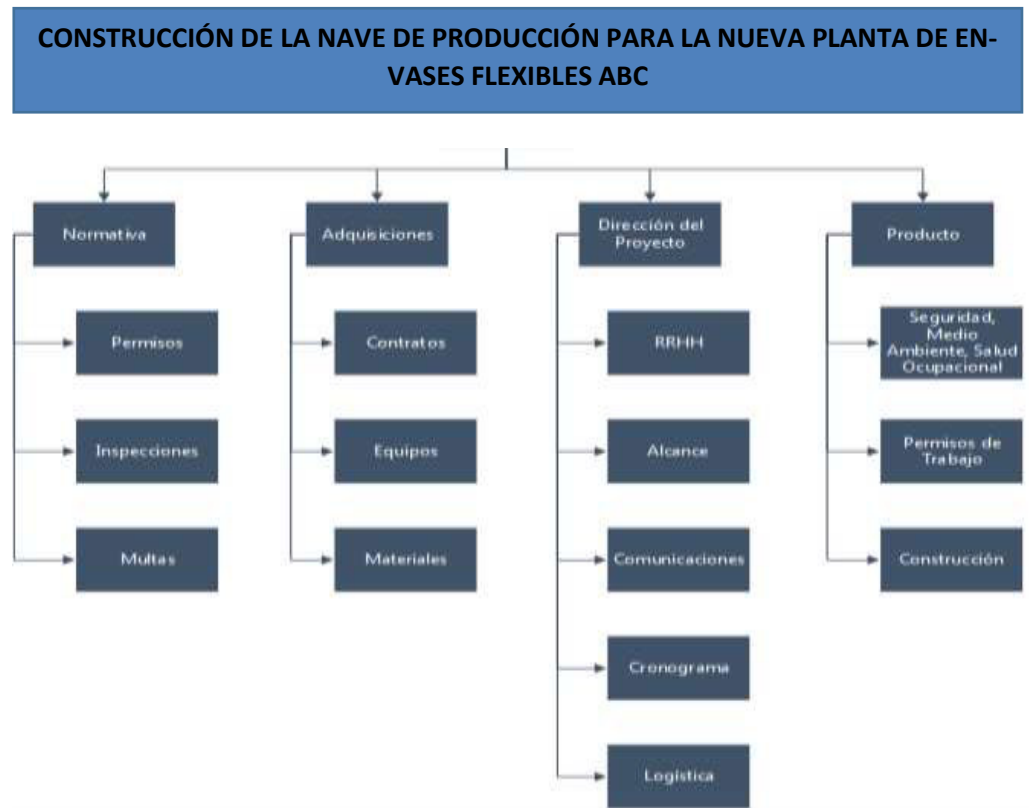 CONSTRUCCIÓN DE LA NAVE DE PRODUCCIÓN PARA LA NUEVA PLANTA DE EN-
VASES FLEXIBLES ABC
Normativa
Permisos
Inspecciones
Multas
Adquisiciones
Contratos
Equipos
Materiales
Dirección del
Proyecto
RRHH
Alcance
Comunicaciones
Cronograma
Logística
Producto
Seguridad,
Medio
Ambiente, Salud
Ocupacional
Permisos de
Trabajo
Construcción